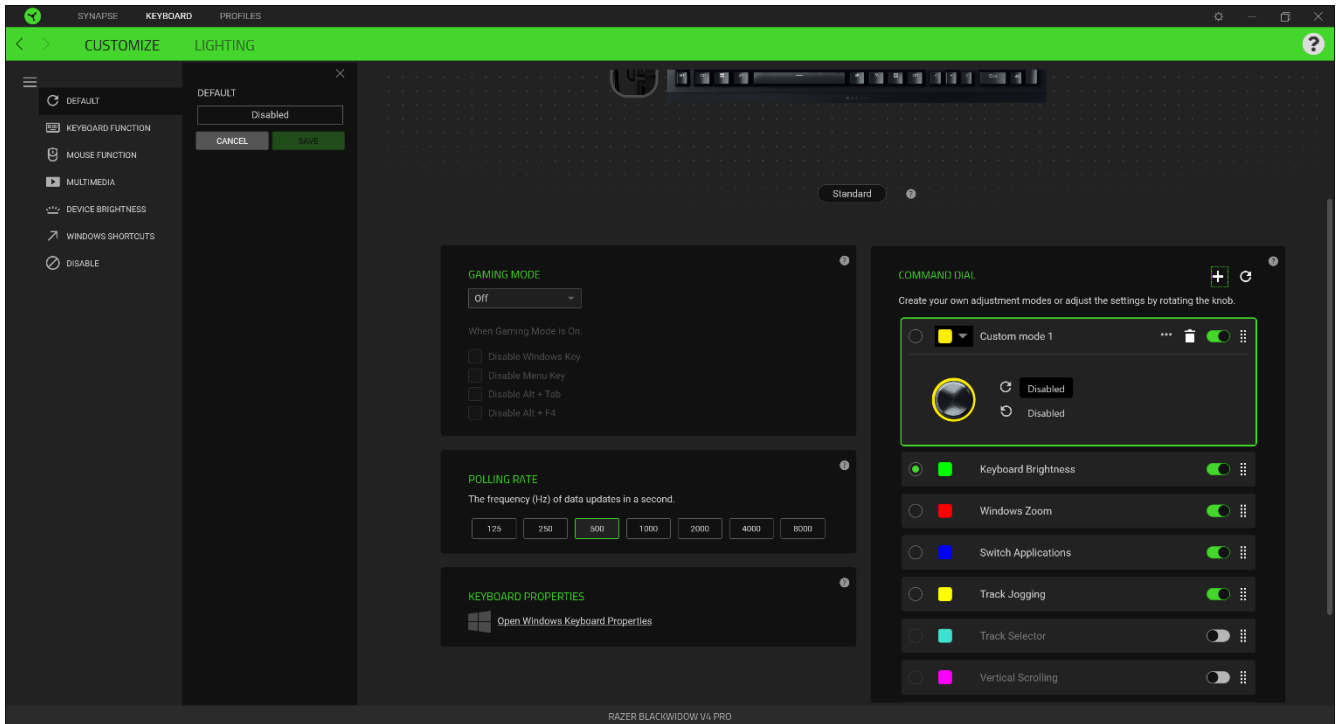 SYNAPSE KEYBOARD PROFILES
CUSTOMIZE LIGHTING
?
DEFAULT
KEYBOARD FUNCTION
MOUSE FUNCTION
MULTIMEDIA
DEVICE BRIGHTNESS
WINDOWS SHORTCUTS
DISABLE
DEFAULT
Disabled
CANCEL SAVE
Standard ?
GAMING MODE ?
Off
When Gaming Mode is On:
Disable Windows Key
Disable Menu Key
Disable Alt + Tab
Disable Alt + F4
POLLING RATE ?
The frequency (Hz) of data updates in a second.
125 250 500 1000 2000 4000 8000
KEYBOARD PROPERTIES ?
Open Windows Keyboard Properties
COMMAND DIAL ?
Create your own adjustment modes or adjust the settings by rotating the knob.
Custom mode 1
Disabled
Disabled
Keyboard Brightness
Windows Zoom
Switch Applications
Track Jogging
Track Selector
Vertical Scrolling
RAZER BLACKWIDOW V4 PRO